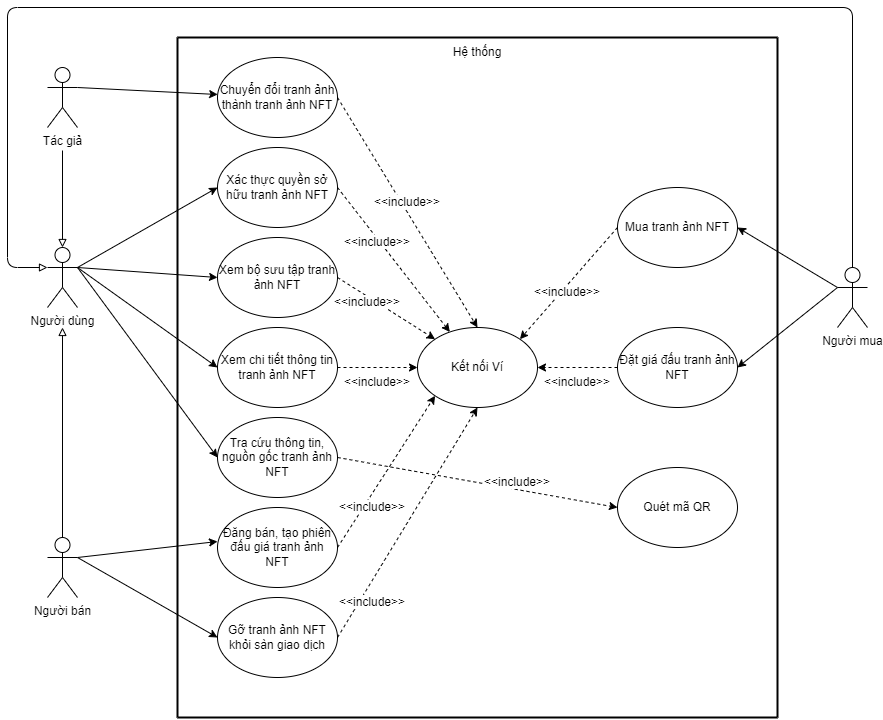 Hệ thống
Chuyển đổi tranh ảnh
thành tranh ảnh NFT
Tác giả
Xác thực quyền sở
hữu tranh ảnh NFT
<<include>>
Mua tranh ảnh NFT
<<include>>
Xem bộ sưu tập tranh
ảnh NFT
<<include>>
<<include>>
Người dùng
Người mua
Xem chi tiết thông tin
tranh ảnh NFT
<<include>>
Kết nối Ví
<<include>>
Đặt giá đấu tranh ảnh
NFT
Tra cứu thông tin,
nguồn gốc tranh ảnh
NFT
<<include>>
Quét mã QR
<<include>>
Đăng bán, tạo phiên
đấu giá tranh ảnh
NFT
Người bán
<<include>>
Gỡ tranh ảnh NFT
khỏi sàn giao dịch